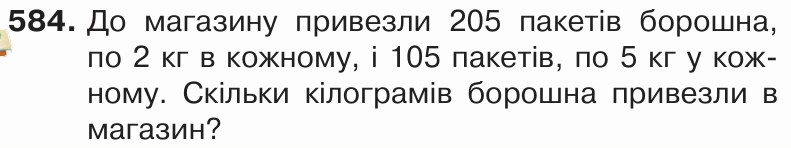 584. До магазину привезли 205 пакетів борошна,
по 2 кг в кожному, і 105 пакетів, по 5 кг у кож-
ному. Скільки кілограмів борошна привезли в
магазин?